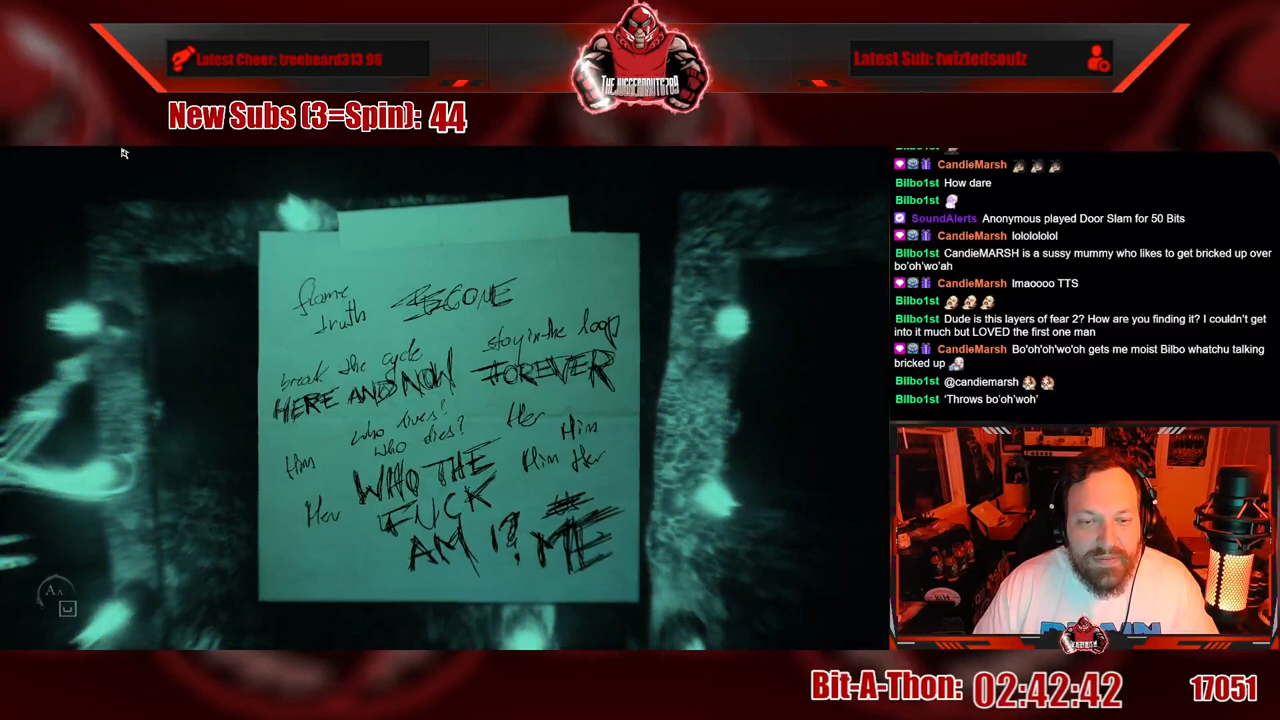 Latest Cheer: treebeard313 96
THEJUGGERNAUT6789
Latest Sub: tw1z1edsoulz
New Subs (3=Spin): 44
flame
truth
GONE
break the cycle
stay in the loop
HERE AND NOW
FOREVER
who lives?
who dies?
Her
Him
Him
WHO THE
Him Her
Her
FUCK
AM I?
ME
CandieMarsh
Bilbo1st How dare
Bilbo1st
SoundAlerts Anonymous played Door Slam for 50 Bits
CandieMarsh lolololol
Bilbo1st CandieMARSH is a sussy mummy who likes to get bricked up over
bo'oh'wo'ah
CandieMarsh lmaoooo TTS
Bilbo1st
Bilbo1st Dude is this layers of fear 2? How are you finding it? I couldn't get
into it much but LOVED the first one man
CandieMarsh Bo'oh'oh'wo'oh gets me moist Bilbo whatchu talking
bricked up
Bilbo1st @candiemarsh
Bilbo1st 'Throws bo'oh'woh'
Bit-A-Thon: 02:42:42
17051